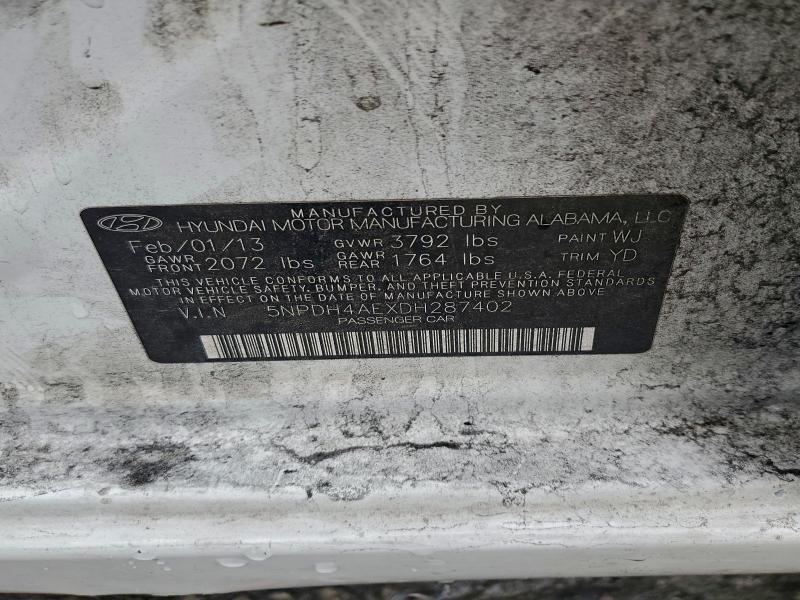 MANUFACTURED BY
HYUNDAI MOTOR MANUFACTURING ALABAMA, LLC
Feb/01/13 GVWR 3792 lbs PAINT WJ
GAWR FRONT 2072 lbs GAWR REAR 1764 lbs TRIM YD
THIS VEHICLE CONFORMS TO ALL APPLICABLE U.S.A. FEDERAL
MOTOR VEHICLE SAFETY, BUMPER, AND THEFT PREVENTION STANDARDS
IN EFFECT ON THE DATE OF MANUFACTURE SHOWN ABOVE.
V.I.N 5NPDH4AEXDH287402
PASSENGER CAR